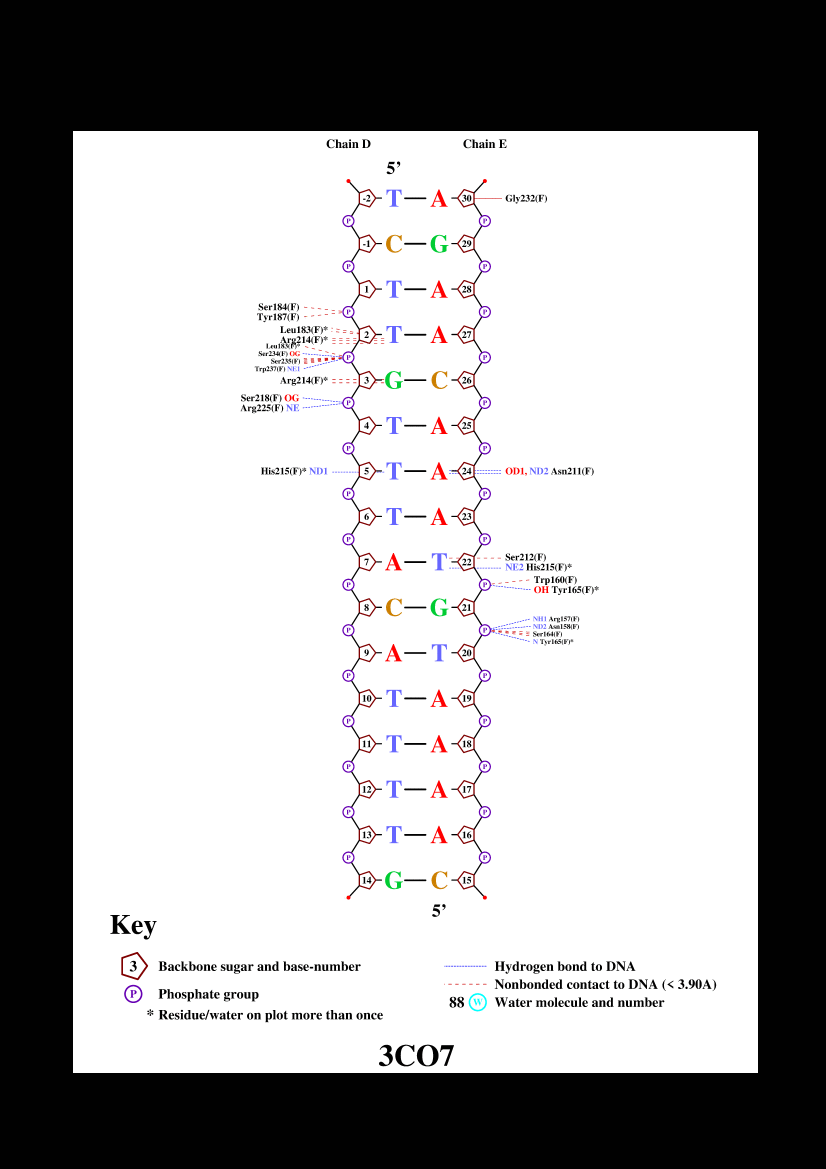 Chain D Chain E
5’
-2 T A 30 Gly232(F)
P P
-1 C G 29
P P
1 T A 28
Ser184(F) P P
Tyr187(F)
Leu183(F)*
2 T A 27
Arg214(F)*
Leu183(F)*
Ser234(F) OG
P P
Ser235(F)
Trp237(F) NE1
Arg214(F)* 3 G C 26
Ser218(F) OG P P
Arg225(F) NE
4 T A 25
P P
His215(F)* ND1 5 T A 24 OD1, ND2 Asn211(F)
P P
6 T A 23
P P
Ser212(F)
7 A T 22
NE2 His215(F)*
Trp160(F)
P P
OH Tyr165(F)*
8 C G 21
NH1 Arg157(F)
ND2 Asn158(F)
P P
Ser164(F)
N Tyr165(F)*
9 A T 20
P P
10 T A 19
P P
11 T A 18
P P
12 T A 17
P P
13 T A 16
P P
14 G C 15
5’
Key
3 Backbone sugar and base-number
P Phosphate group
* Residue/water on plot more than once
Hydrogen bond to DNA
Nonbonded contact to DNA (< 3.90A)
88 W Water molecule and number
3CO7